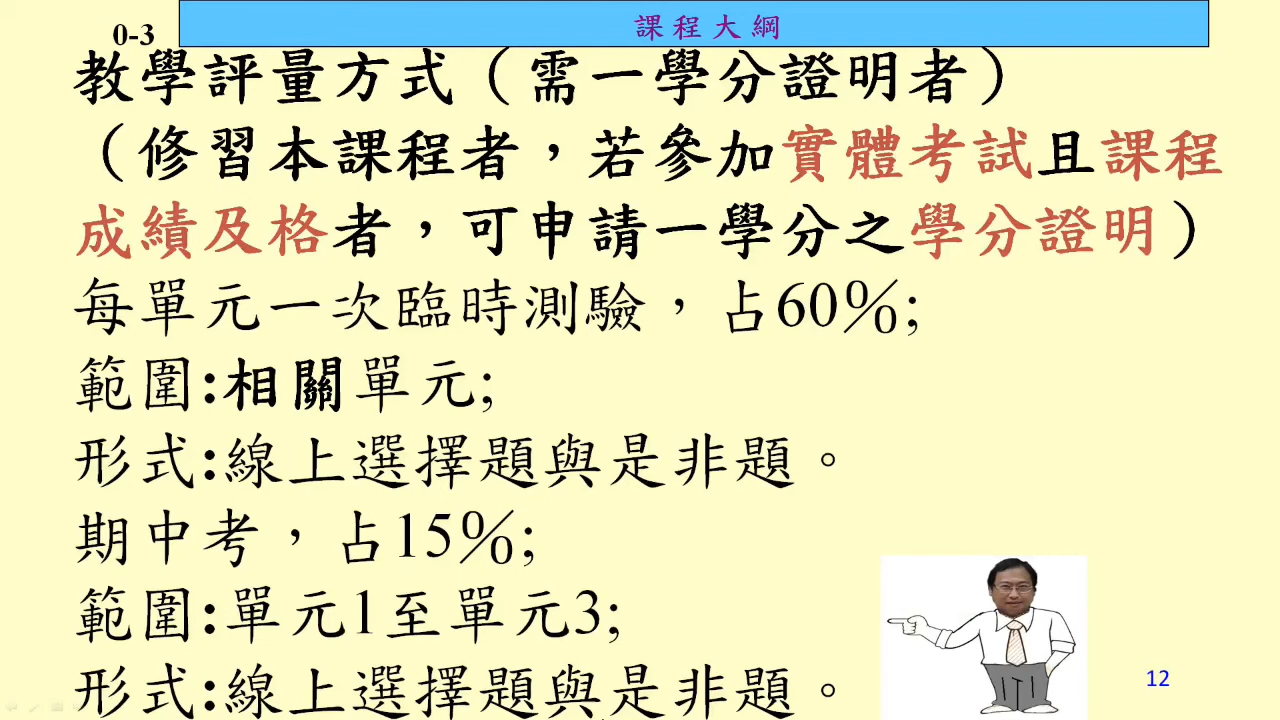 0-3
課程大綱
教學評量方式（需一學分證明者）
（修習本課程者，若參加實體考試且課程
成績及格者，可申請一學分之學分證明）
每單元一次臨時測驗，占60%;
範圍:相關單元;
形式:線上選擇題與是非題。
期中考，占15%;
範圍:單元1至單元3;
形式:線上選擇題與是非題。
12